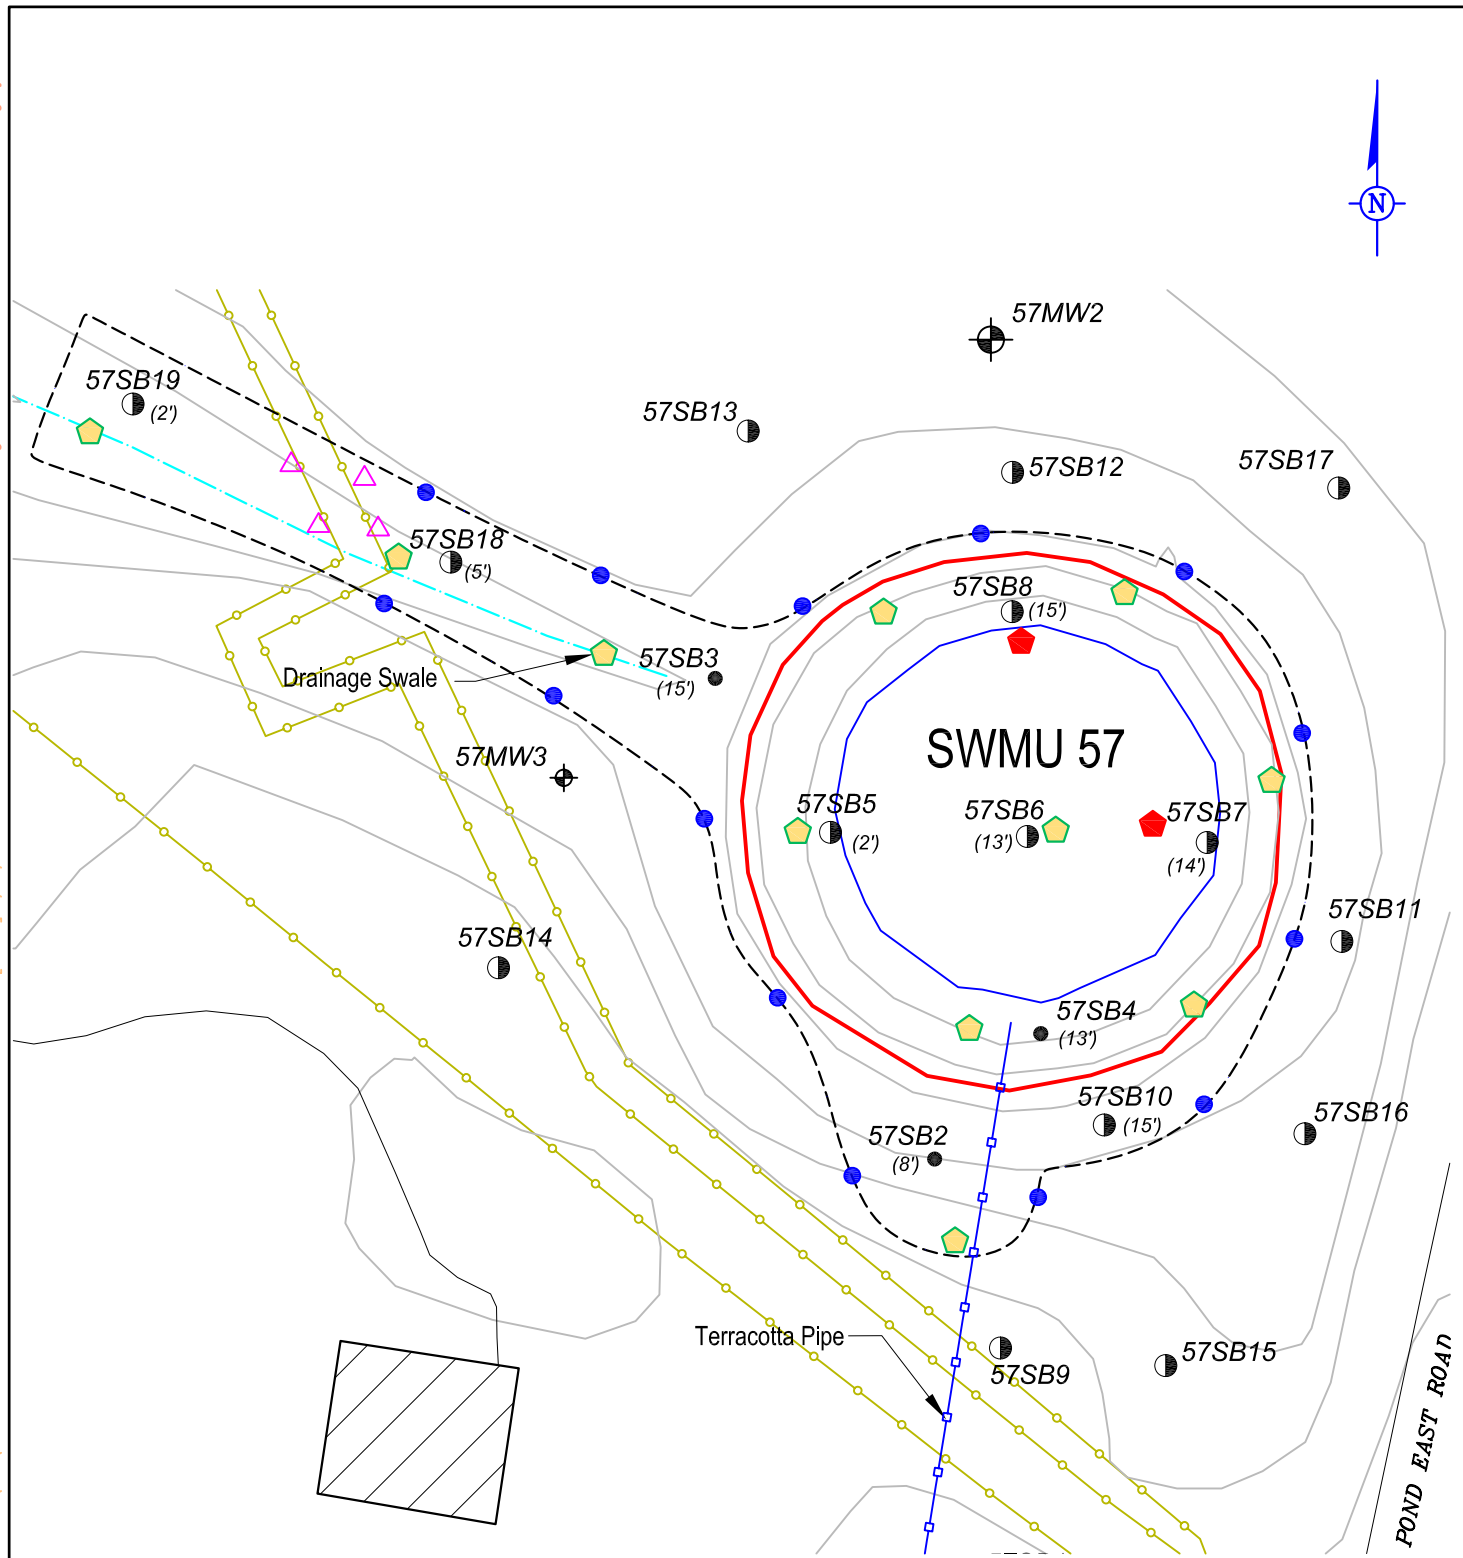 N
57MW2
57SB19
(2')
57SB13
57SB12
57SB17
57SB18
(5')
57SB8
(15')
57SB3
(15')
Drainage Swale
SWMU 57
57MW3
57SB5
(2')
57SB6
(13')
57SB7
(14')
57SB11
57SB14
57SB4
(13')
57SB10
(15')
57SB16
57SB2
(8')
Terracotta Pipe
57SB9
57SB15
POND EAST ROAD